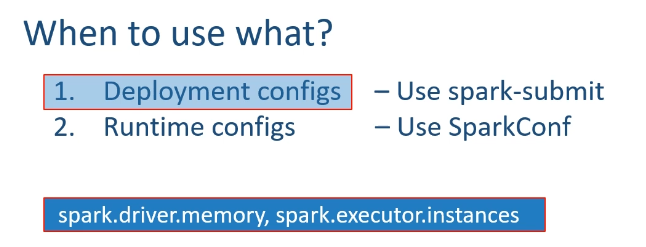 When to use what?
1. Deployment configs – Use spark-submit
2. Runtime configs – Use SparkConf
spark.driver.memory, spark.executor.instances